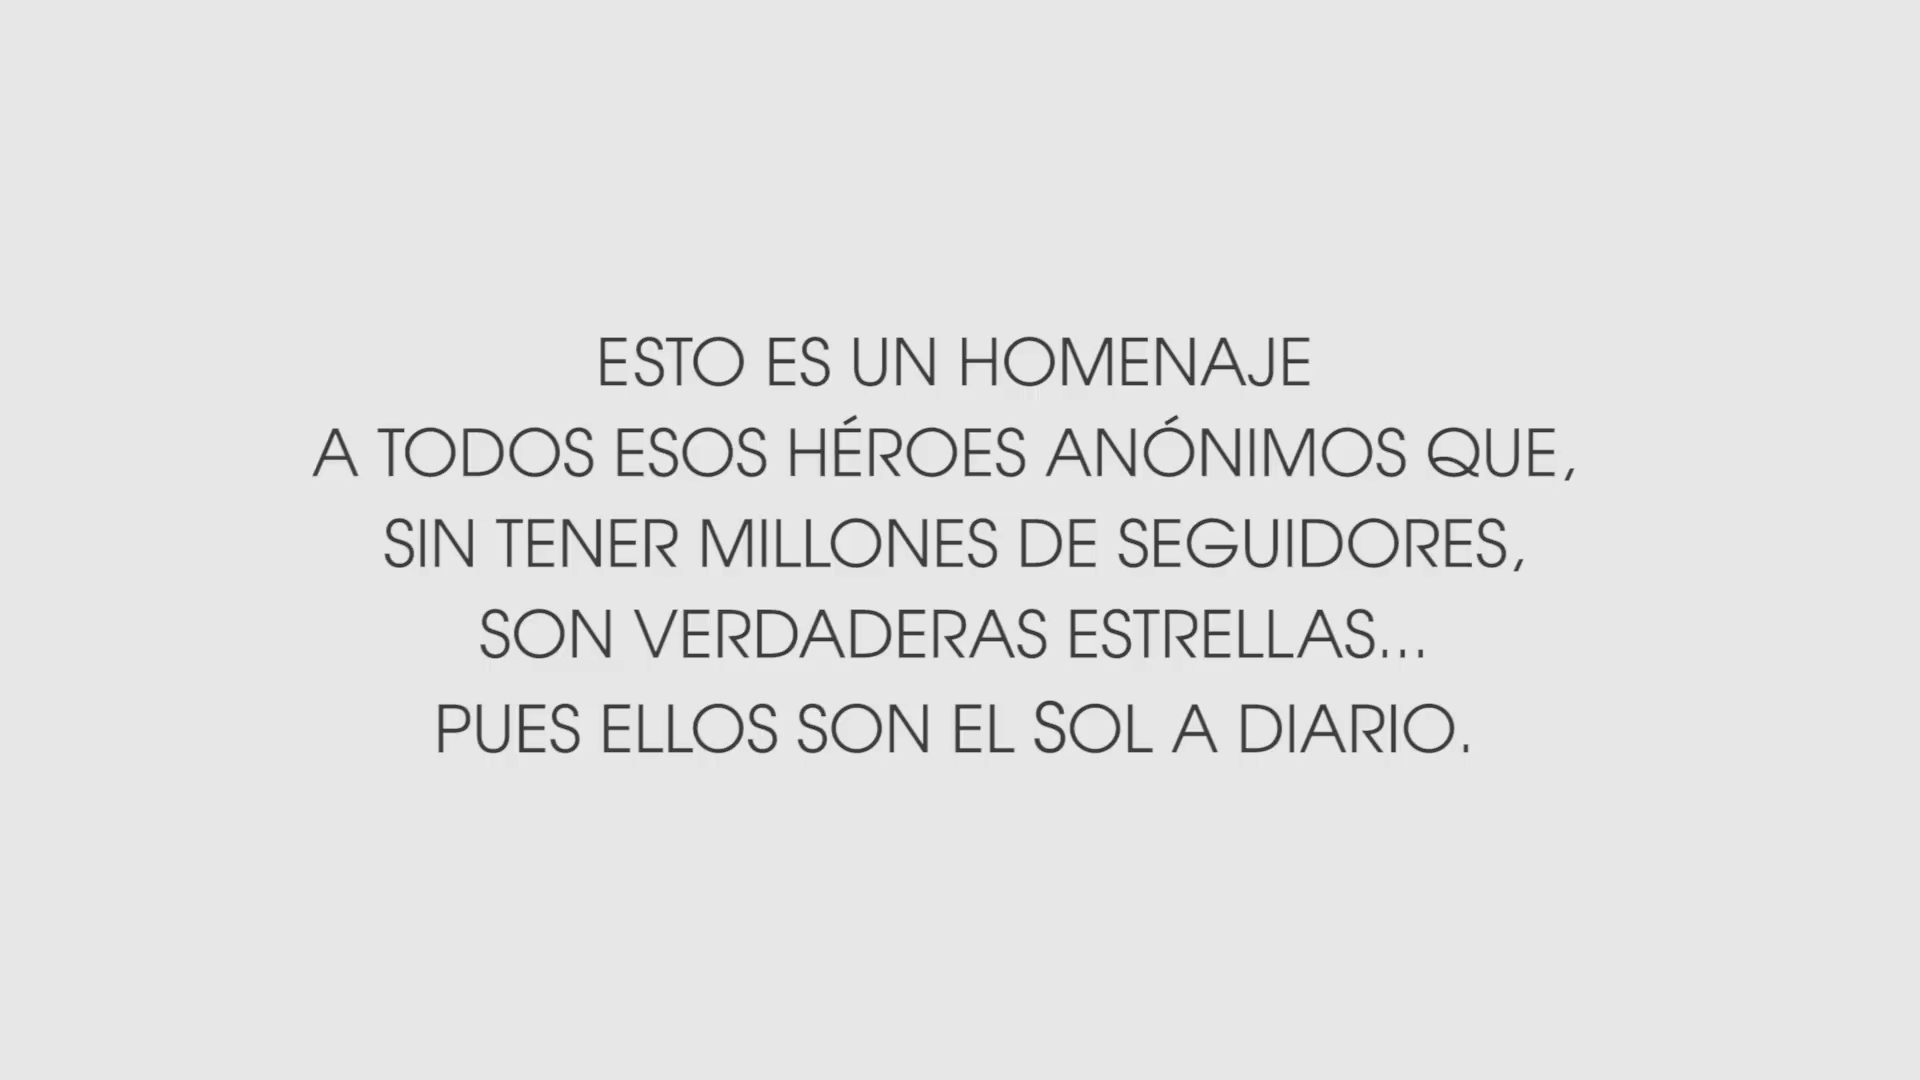 ESTO ES UN HOMENAJE
A TODOS ESOS HÉROES ANÓNIMOS QUE,
SIN TENER MILLONES DE SEGUIDORES,
SON VERDADERAS ESTRELLAS...
PUES ELLOS SON EL SOL A DIARIO.